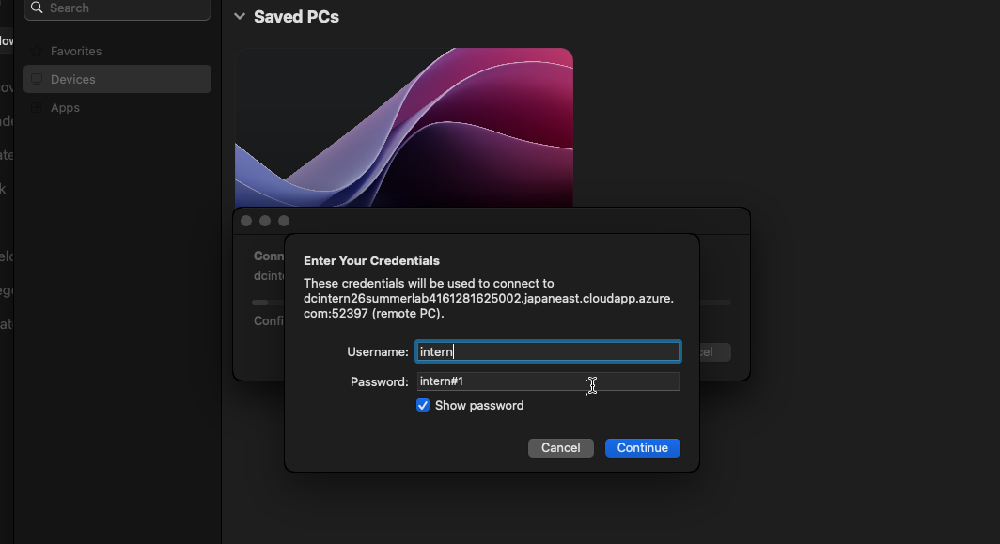 Search
Saved PCs
Favorites
Devices
Apps
Enter Your Credentials
These credentials will be used to connect to
dcintern26summerlab4161281625002.japaneast.cloudapp.azure.
com:52397 (remote PC).
Username: intern
Password: intern#1
Show password
Cancel
Continue